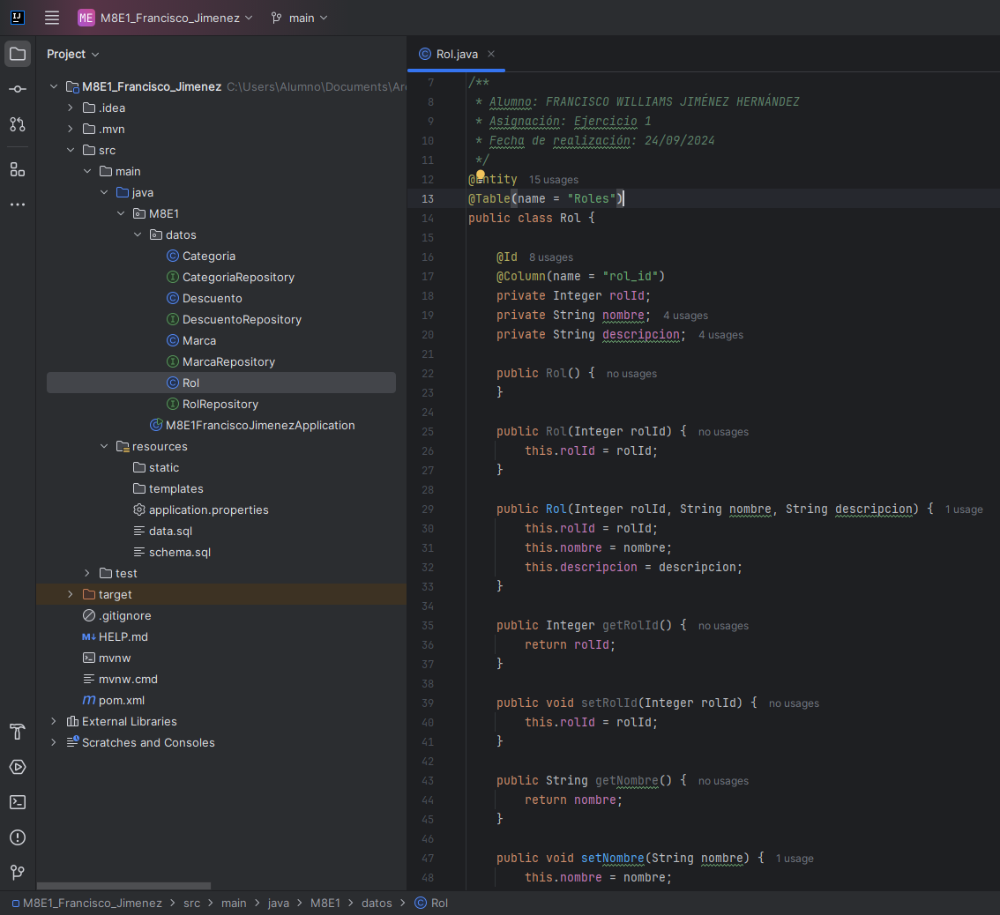 IJ
ME M8E1_Francisco_Jimenez main
Project
M8E1_Francisco_Jimenez C:\Users\Alumno\Documents\Ar
.idea
.mvn
src
main
java
M8E1
datos
Categoria
CategoriaRepository
Descuento
DescuentoRepository
Marca
MarcaRepository
Rol
RolRepository
M8E1FranciscoJimenezApplication
resources
static
templates
application.properties
data.sql
schema.sql
test
target
.gitignore
HELP.md
mvnw
mvnw.cmd
pom.xml
External Libraries
Scratches and Consoles
Rol.java
7 /**
8 * Alumno: FRANCISCO WILLIAMS JIMÉNEZ HERNÁNDEZ
9 * Asignación: Ejercicio 1
10 * Fecha de realización: 24/09/2024
11 */
12 @Entity 15 usages
13 @Table(name = "Roles")
14 public class Rol {
15
16 @Id 8 usages
17 @Column(name = "rol_id")
18 private Integer rolId;
19 private String nombre; 4 usages
20 private String descripcion; 4 usages
21
22 public Rol() { no usages
23 }
24
25 public Rol(Integer rolId) { no usages
26 this.rolId = rolId;
27 }
28
29 public Rol(Integer rolId, String nombre, String descripcion) { 1 usage
30 this.rolId = rolId;
31 this.nombre = nombre;
32 this.descripcion = descripcion;
33 }
34
35 public Integer getRolId() { no usages
36 return rolId;
37 }
38
39 public void setRolId(Integer rolId) { no usages
40 this.rolId = rolId;
41 }
42
43 public String getNombre() { no usages
44 return nombre;
45 }
46
47 public void setNombre(String nombre) { 1 usage
48 this.nombre = nombre;
M8E1_Francisco_Jimenez > src > main > java > M8E1 > datos > Rol